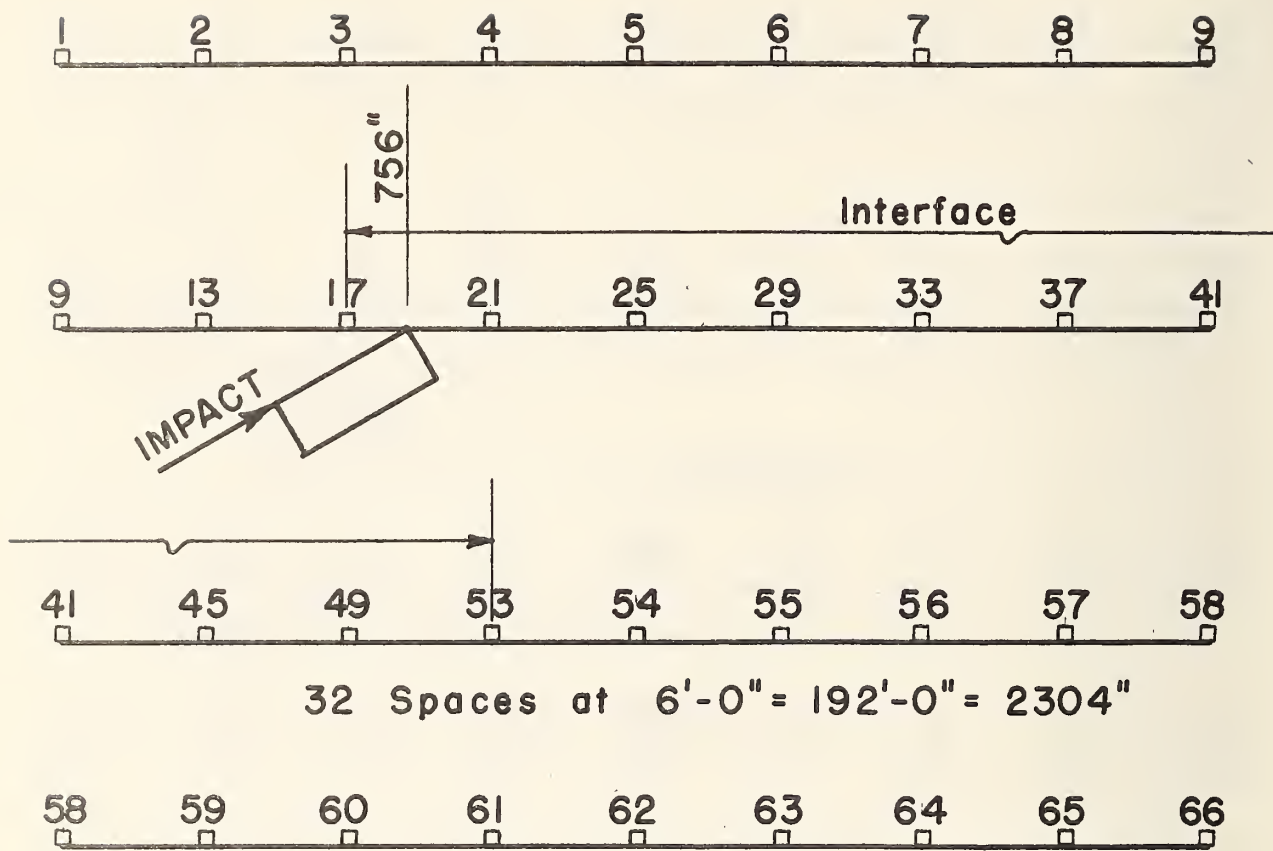 1 2 3 4 5 6 7 8 9
756"
Interface
9 13 17 21 25 29 33 37 41
IMPACT
41 45 49 53 54 55 56 57 58
32 Spaces at 6'-0" = 192'-0" = 2304"
58 59 60 61 62 63 64 65 66